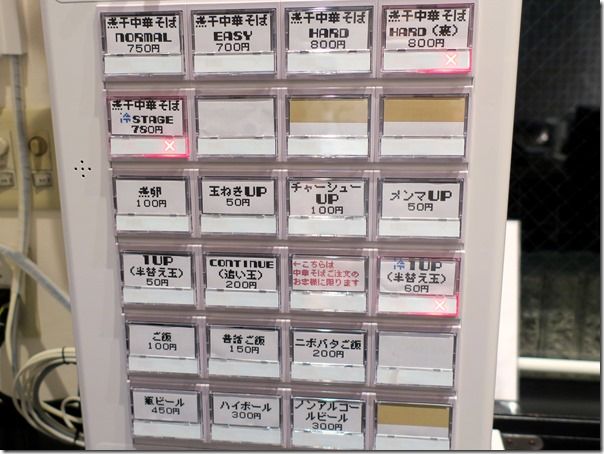 煮干中華そば
NORMAL
750円
煮干中華そば
EASY
700円
煮干中華そば
HARD
800円
煮干中華そば
HARD（裏）
800円
煮干中華そば
冷STAGE
780円
煮卵
100円
玉ねぎUP
50円
チャーシュー
UP
100円
メンマUP
50円
1UP
（半替え玉）
50円
CONTINUE
（追い玉）
200円
←こちらは
中華そばご注文の
お客様に限ります
冷1UP
（半替え玉）
60円
ご飯
100円
昔話ご飯
150円
ニボバタご飯
200円
瓶ビール
450円
ハイボール
300円
ノンアルコー
ルビール
300円